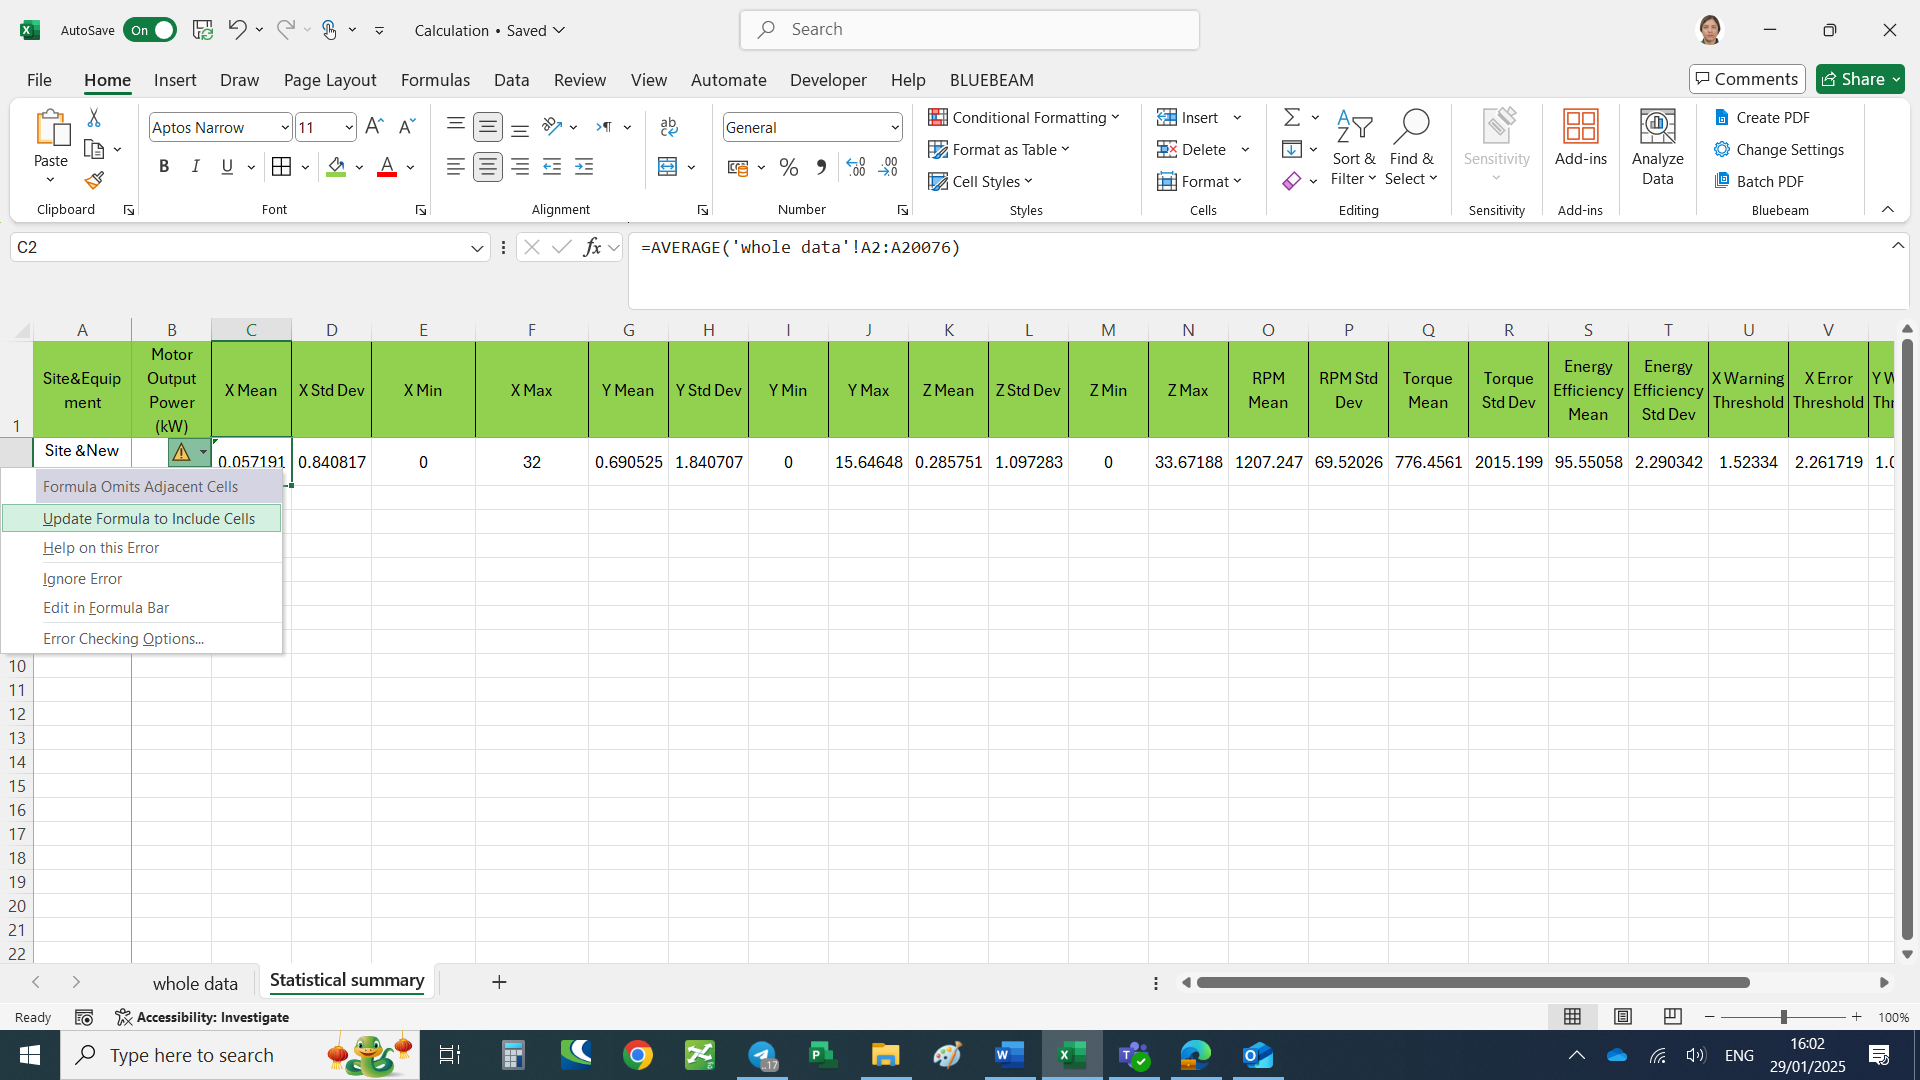 AutoSave On Calculation • Saved Search
File Home Insert Draw Page Layout Formulas Data Review View Automate Developer Help BLUEBEAM Comments Share
Paste Aptos Narrow 11 General Conditional Formatting Insert Create PDF
Format as Table Delete Sort & Find & Sensitivity Add-ins Analyze Change Settings
B I U A % Cell Styles Format Filter Select Data Batch PDF
Clipboard Font Alignment Number Styles Cells Editing Sensitivity Add-ins Bluebeam
C2 fx =AVERAGE('whole data'!A2:A20076)
A B C D E F G H I J K L M N O P Q R S T U V
1 Site&Equip
ment
Motor
Output
Power
(kW)
X Mean
X Std Dev
X Min
X Max
Y Mean
Y Std Dev
Y Min
Y Max
Z Mean
Z Std Dev
Z Min
Z Max
RPM
Mean
RPM Std
Dev
Torque
Mean
Torque
Std Dev
Energy
Efficiency
Mean
Energy
Efficiency
Std Dev
X Warning
Threshold
X Error
Threshold
Site &New 0.057191 0.840817 0 32 0.690525 1.840707 0 15.64648 0.285751 1.097283 0 33.67188 1207.247 69.52026 776.4561 2015.199 95.55058 2.290342 1.52334 2.261719
Formula Omits Adjacent Cells
Update Formula to Include Cells
Help on this Error
Ignore Error
Edit in Formula Bar
Error Checking Options...
10
11
12
13
14
15
16
17
18
19
20
21
22
whole data Statistical summary
Ready Accessibility: Investigate 100%
Type here to search ..17 ENG 16:02
29/01/2025